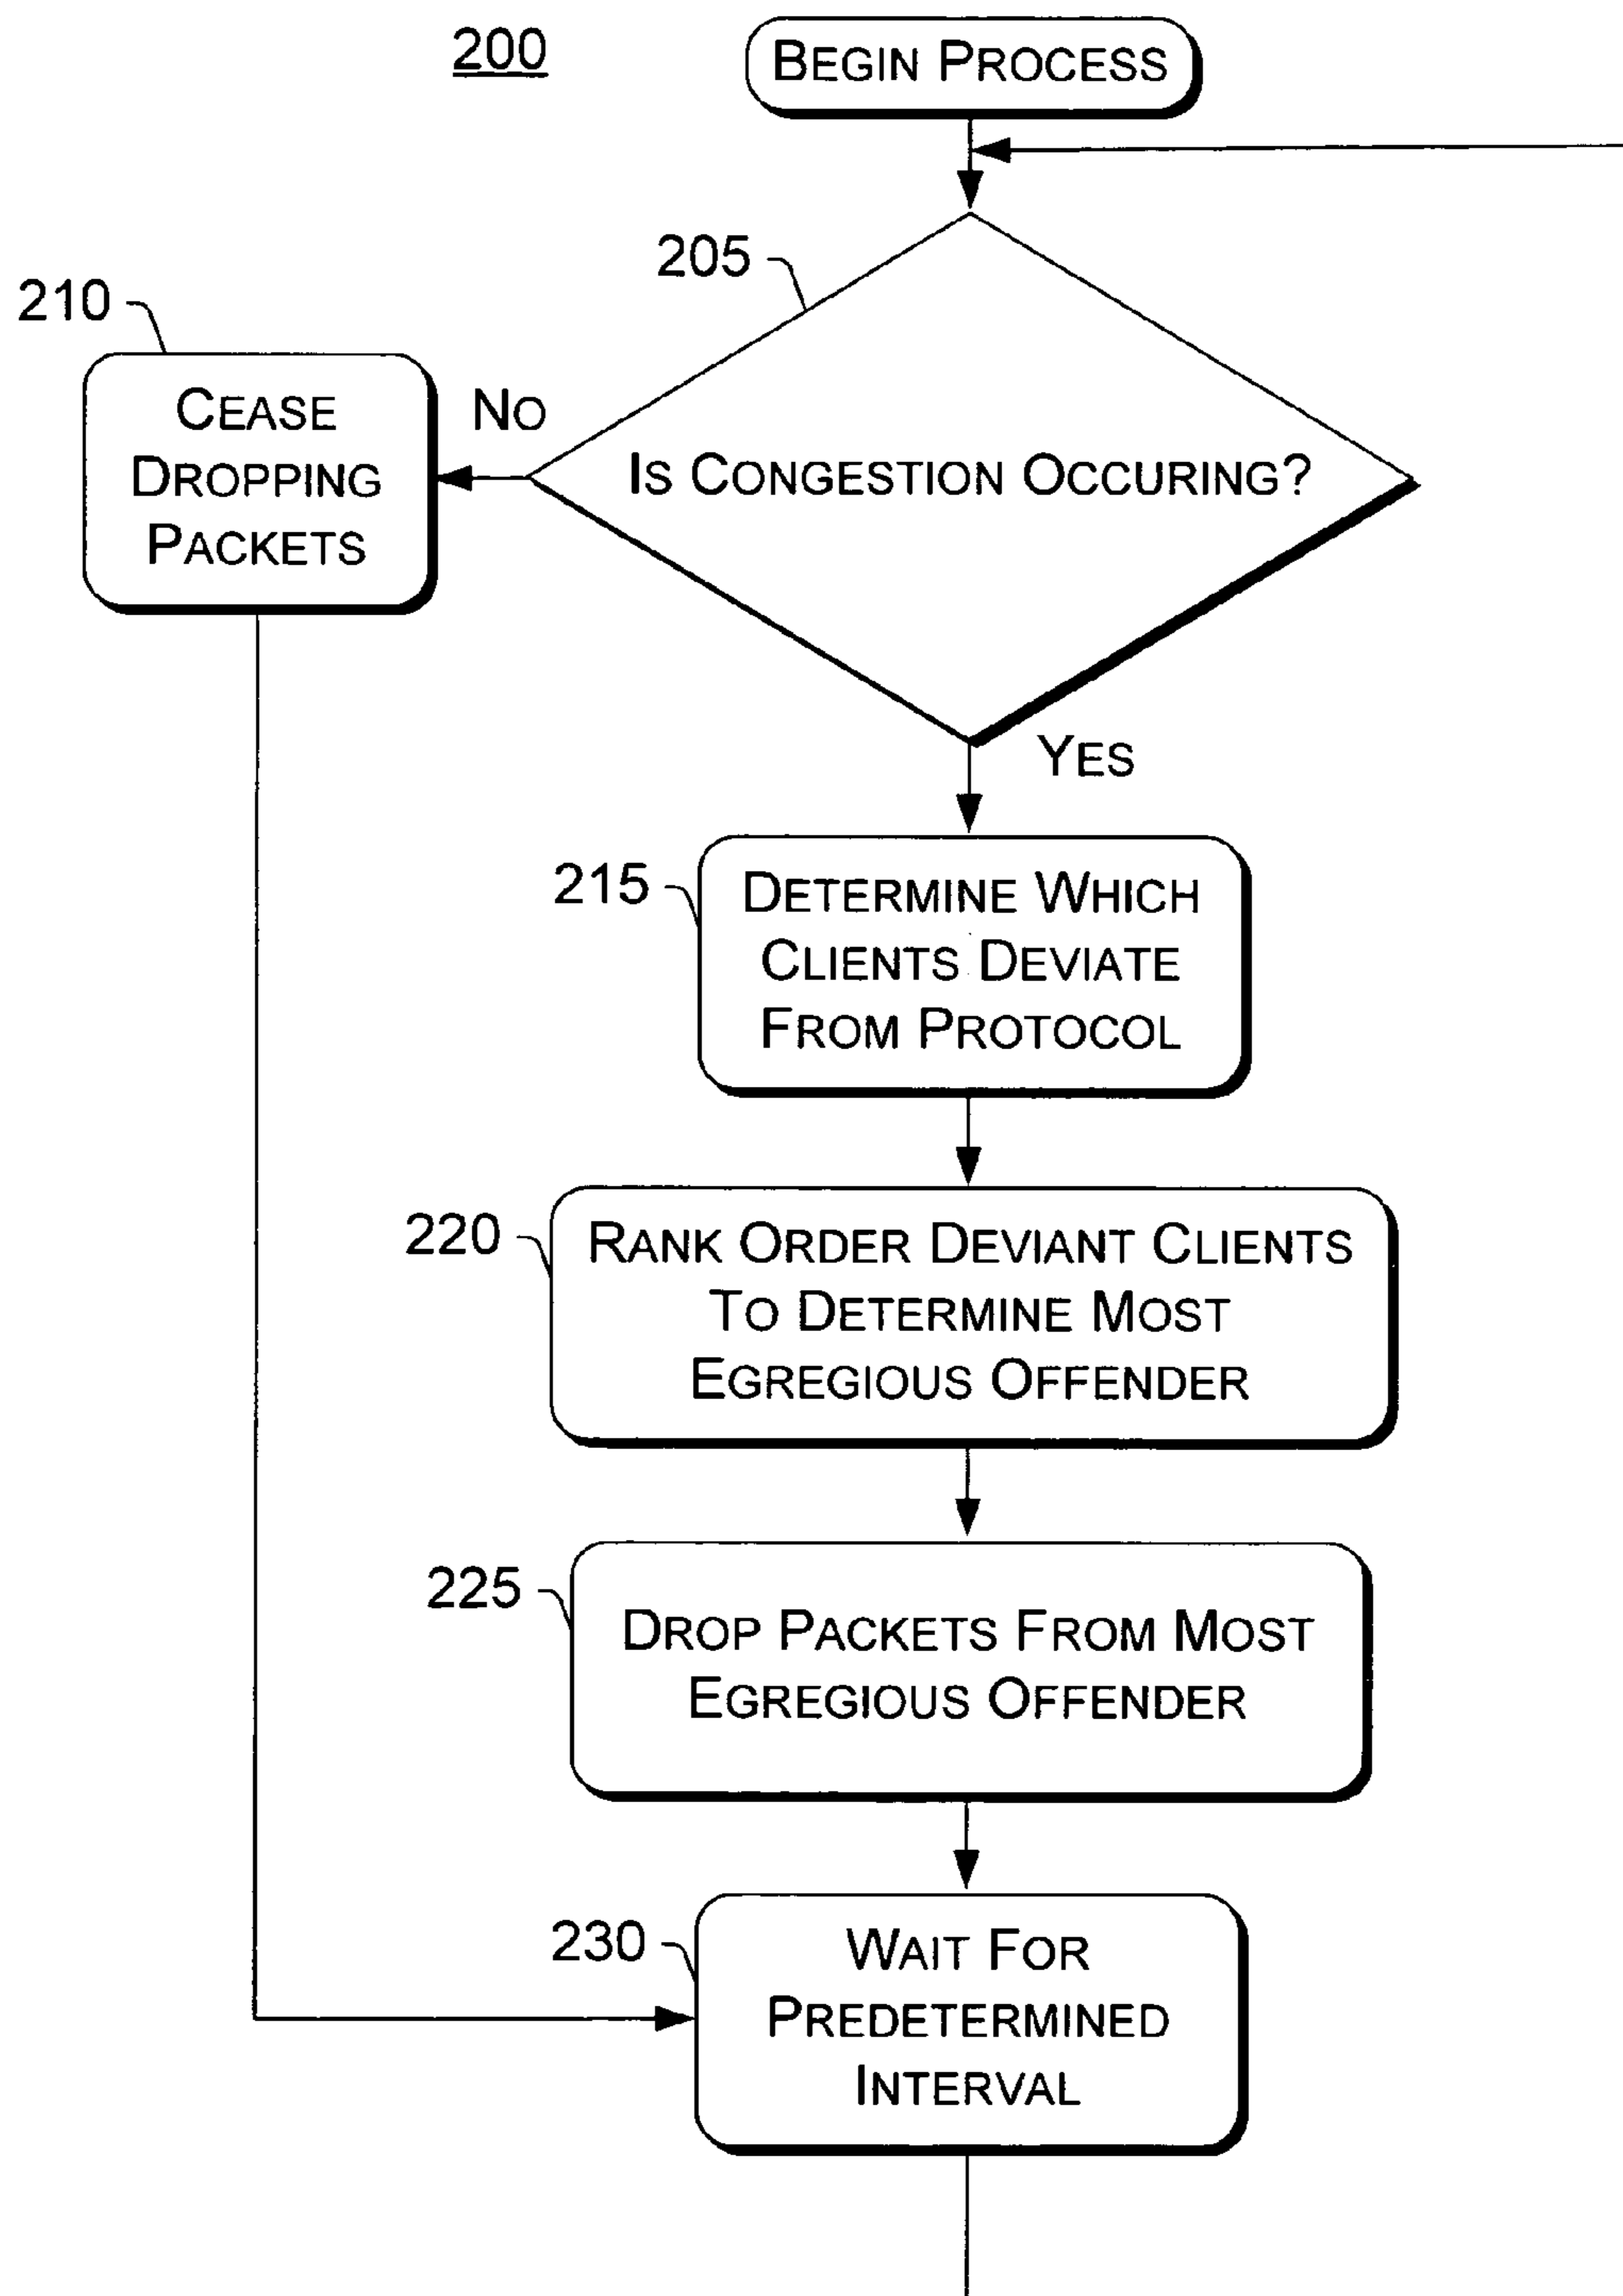 200
BEGIN PROCESS
205
210
CEASE
DROPPING
PACKETS
NO
IS CONGESTION OCCURING?
YES
215
DETERMINE WHICH
CLIENTS DEVIATE
FROM PROTOCOL
220
RANK ORDER DEVIANT CLIENTS
TO DETERMINE MOST
EGREGIOUS OFFENDER
225
DROP PACKETS FROM MOST
EGREGIOUS OFFENDER
230
WAIT FOR
PREDETERMINED
INTERVAL